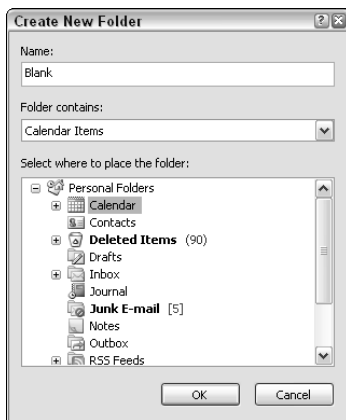 Create New Folder
Name:
Blank
Folder contains:
Calendar Items
Select where to place the folder:
Personal Folders
Calendar
Contacts
Deleted Items (90)
Drafts
Inbox
Journal
Junk E-mail [5]
Notes
Outbox
RSS Feeds
OK Cancel